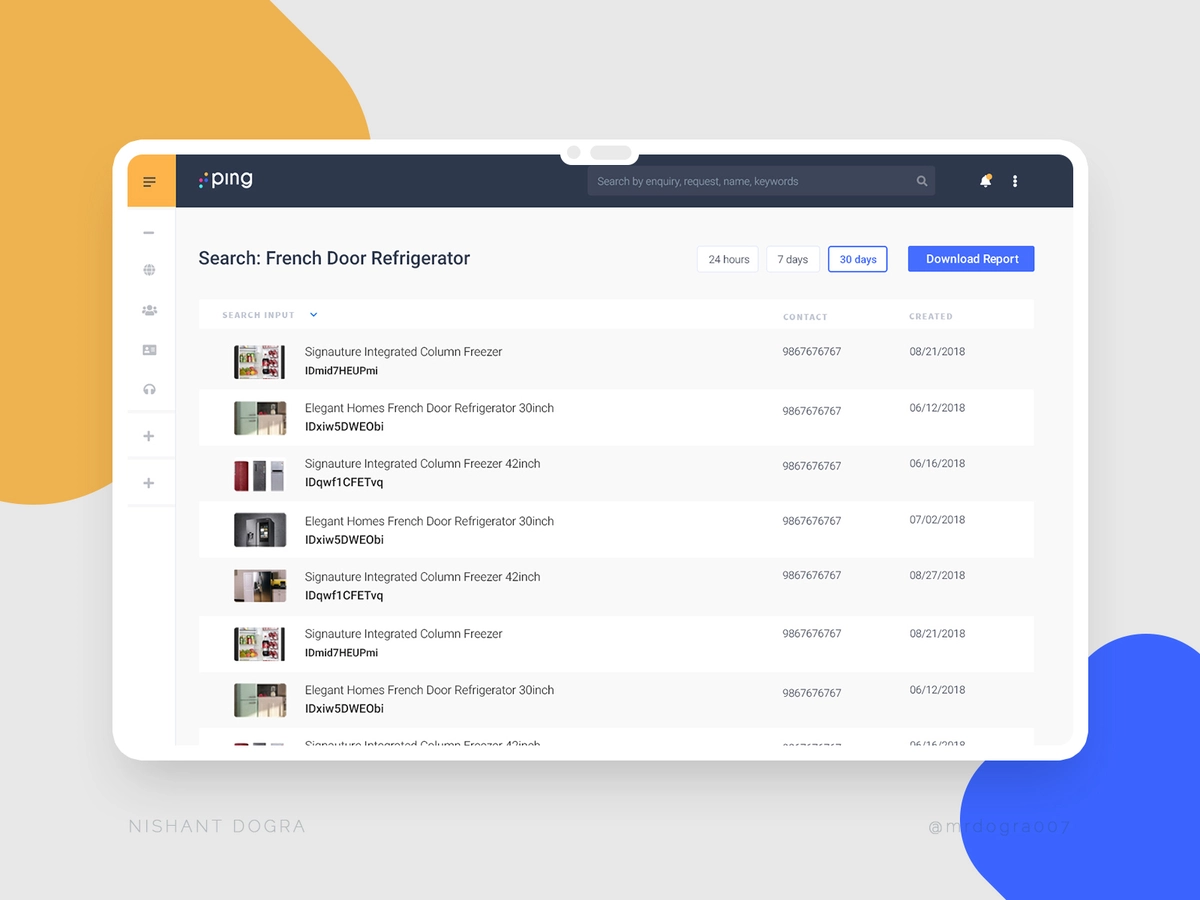 ping
Search by enquiry, request, name, keywords
Search: French Door Refrigerator
24 hours
7 days
30 days
Download Report
SEARCH INPUT
CONTACT
CREATED
Signauture Integrated Column Freezer
9867676767
08/21/2018
IDmid7HEUPmi
Elegant Homes French Door Refrigerator 30inch
9867676767
06/12/2018
IDxiw5DWEObi
Signauture Integrated Column Freezer 42inch
9867676767
06/16/2018
IDqwf1CFETvq
Elegant Homes French Door Refrigerator 30inch
9867676767
07/02/2018
IDxiw5DWEObi
Signauture Integrated Column Freezer 42inch
9867676767
08/27/2018
IDqwf1CFETvq
Signauture Integrated Column Freezer
9867676767
08/21/2018
IDmid7HEUPmi
Elegant Homes French Door Refrigerator 30inch
9867676767
06/12/2018
IDxiw5DWEObi
Signauture Integrated Column Freezer 42inch
9867676767
06/16/2018
NISHANT DOGRA
@mrdogra007